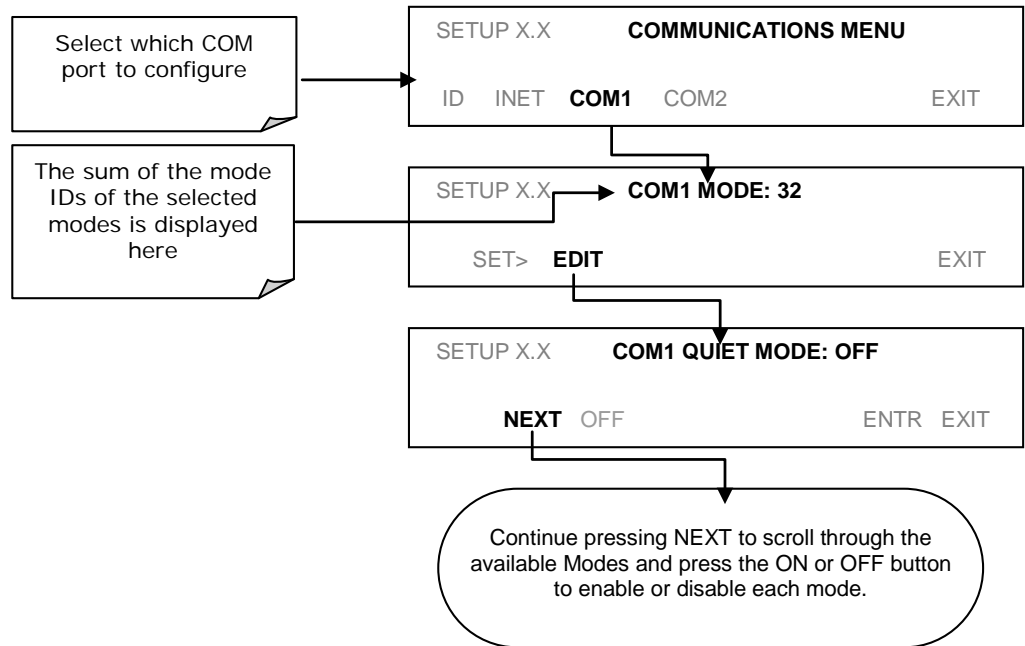 Select which COM
port to configure
SETUP X.X COMMUNICATIONS MENU
ID INET COM1 COM2 EXIT
The sum of the mode
IDs of the selected
modes is displayed
here
SETUP X.X COM1 MODE: 32
SET> EDIT EXIT
SETUP X.X COM1 QUIET MODE: OFF
NEXT OFF ENTR EXIT
Continue pressing NEXT to scroll through the
available Modes and press the ON or OFF button
to enable or disable each mode.